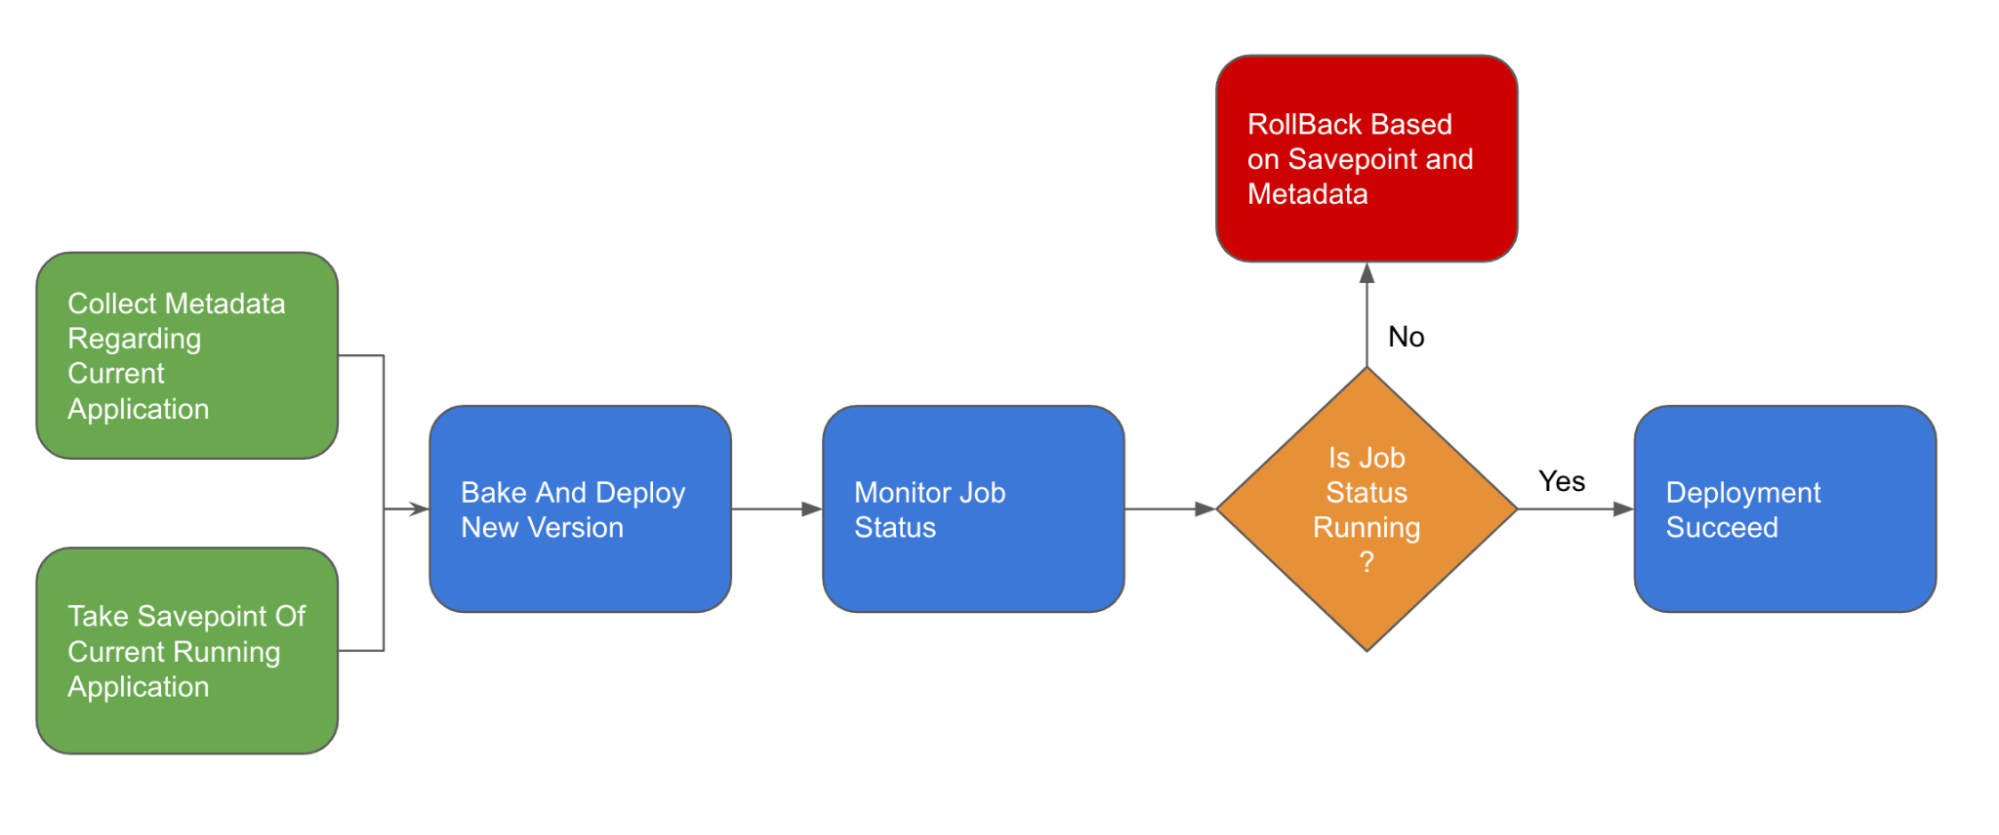 Collect Metadata
Regarding
Current
Application
Take Savepoint Of
Current Running
Application
Bake And Deploy
New Version
Monitor Job
Status
Is Job
Status
Running
?
No
RollBack Based
on Savepoint and
Metadata
Yes
Deployment
Succeed